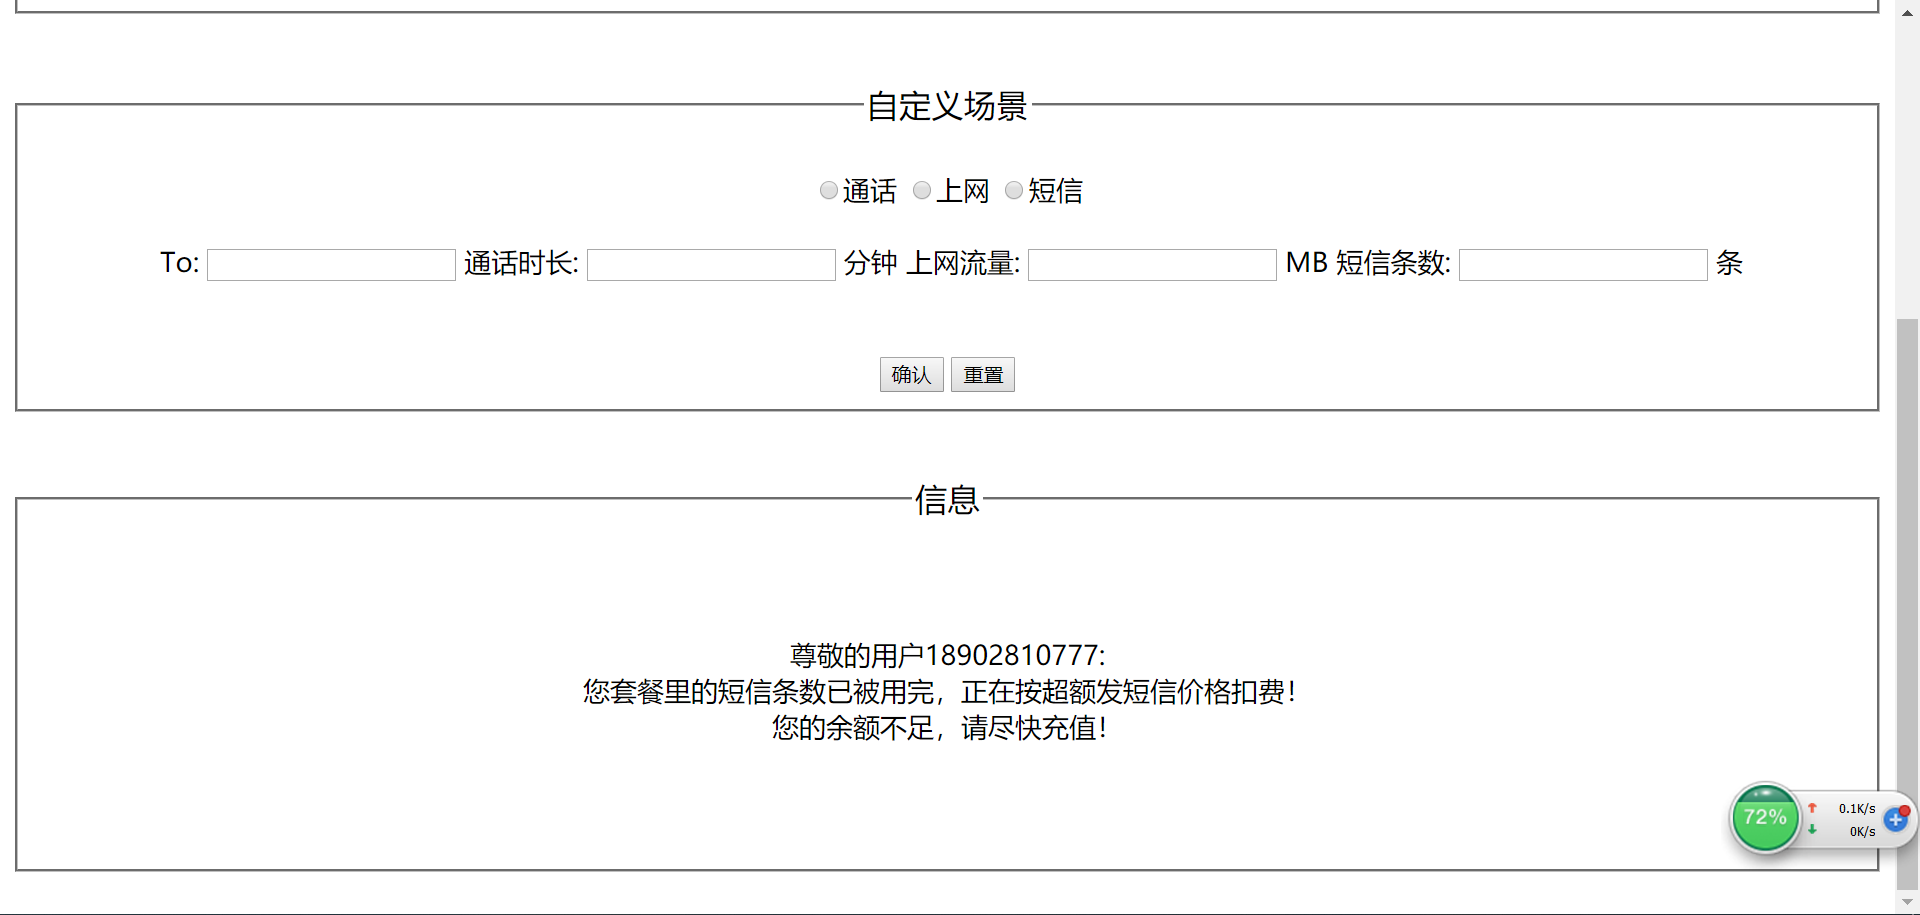 自定义场景
通话 上网 短信
To: 通话时长: 分钟 上网流量: MB 短信条数: 条
确认 重置
信息
尊敬的用户18902810777:
您套餐里的短信条数已被用完，正在按超额发短信价格扣费！
您的余额不足，请尽快充值！
72%
0.1K/s
0K/s